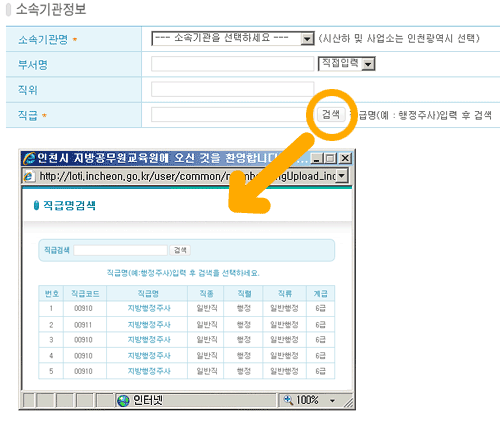 소속기관정보
소속기관명 * --- 소속기관을 선택하세요 --- (시산하 및 사업소는 인천광역시 선택)
부서명 직접입력
직위
직급 * 검색 직급명(예 : 행정주사)입력 후 검색
인천시 지방공무원교육원에 오신 것을 환영합니다
http://loti.incheon.go.kr/user/common/
직급명검색
직급검색 검색
직급명(예:행정주사)입력 후 검색을 선택하세요.
번호 직급코드 직급명 직종 직렬 직류 계급
1 00910 지방행정주사 일반직 행정 일반행정 6급
2 00911 지방행정주사 일반직 행정 일반행정 6급
3 00910 지방행정주사 일반직 행정 일반행정 6급
4 00910 지방행정주사 일반직 행정 일반행정 6급
5 00910 지방행정주사 일반직 행정 일반행정 6급
인터넷 100%